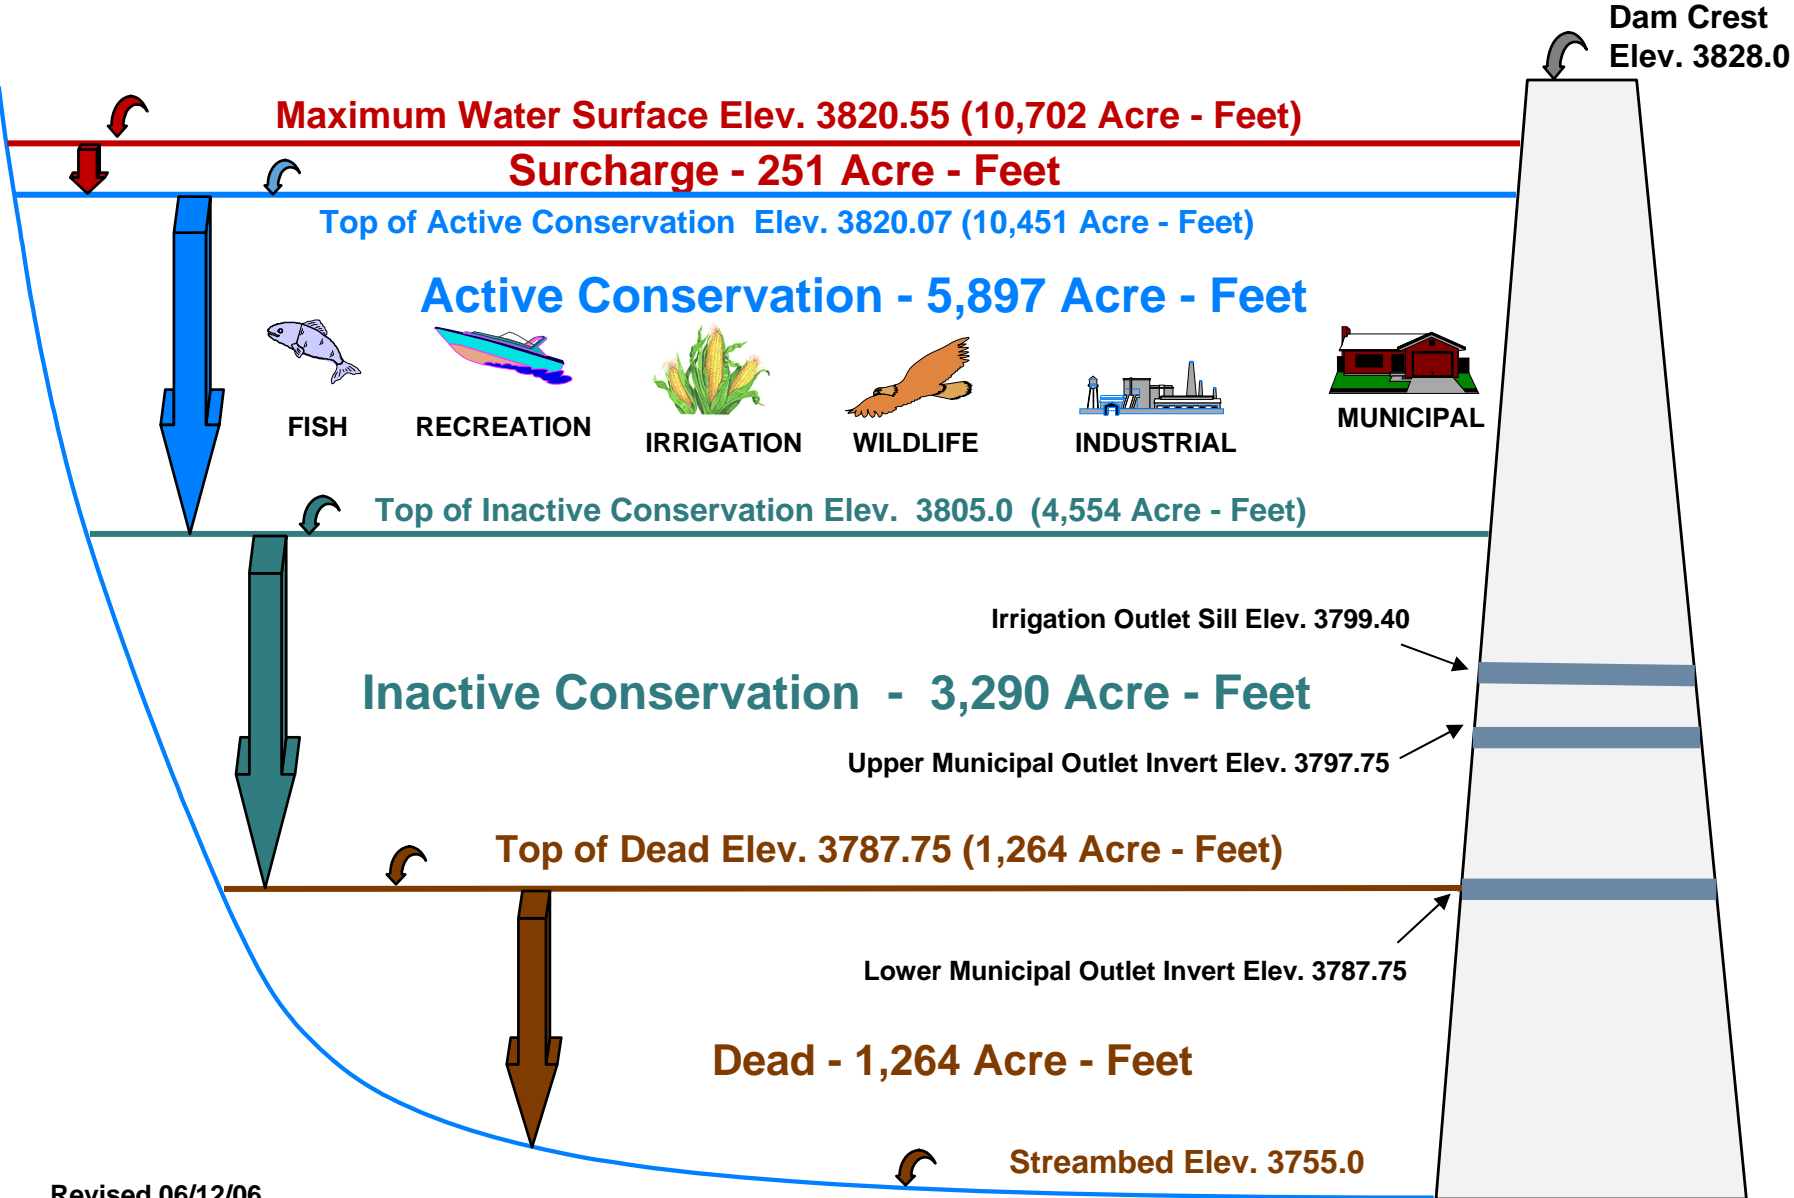 Dam Crest
Elev. 3828.0
Maximum Water Surface Elev. 3820.55 (10,702 Acre - Feet)
Surcharge - 251 Acre - Feet
Top of Active Conservation  Elev. 3820.07 (10,451 Acre - Feet)
Active Conservation - 5,897 Acre - Feet
FISH
RECREATION
IRRIGATION
WILDLIFE
INDUSTRIAL
MUNICIPAL
Top of Inactive Conservation Elev.  3805.0  (4,554 Acre - Feet)
Irrigation Outlet Sill Elev. 3799.40
Inactive Conservation  -  3,290 Acre - Feet
Upper Municipal Outlet Invert Elev. 3797.75
Top of Dead Elev. 3787.75 (1,264 Acre - Feet)
Lower Municipal Outlet Invert Elev. 3787.75
Dead - 1,264 Acre - Feet
Streambed Elev. 3755.0
Revised 06/12/06